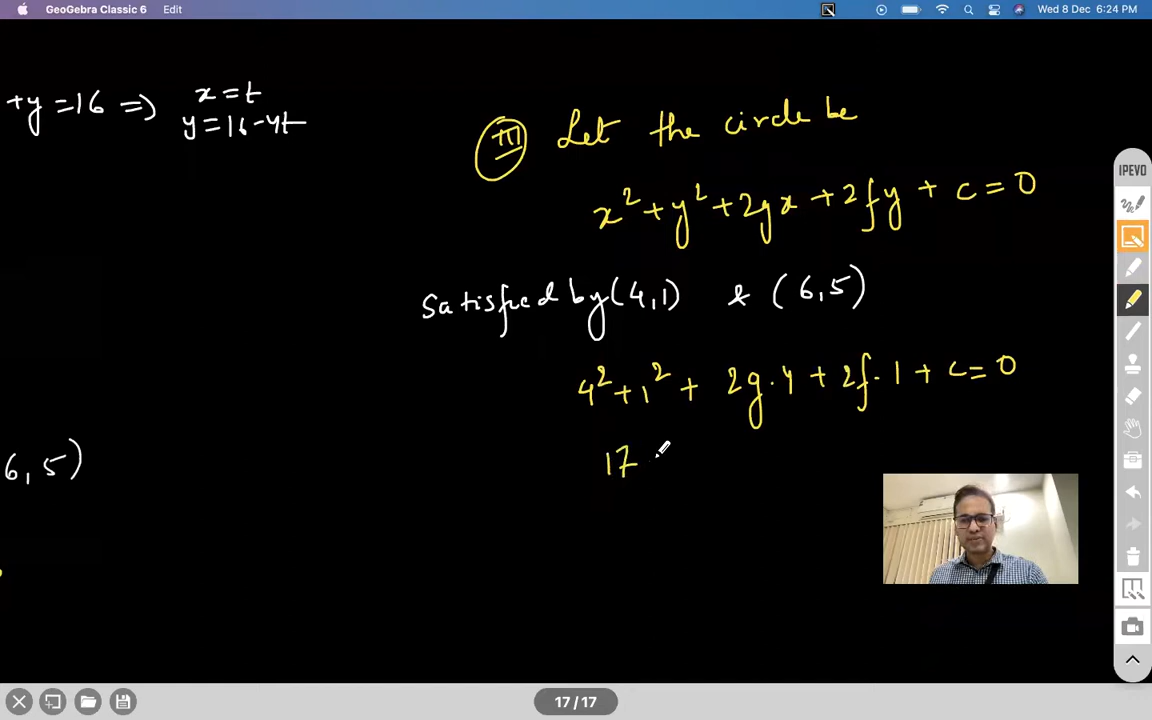 GeoGebra Classic 6 Edit Wed 8 Dec 6:24 PM
+y=16 => x=t
y=16-4t
III Let the circle be
x²+y²+2gx+2fy+c=0
Satisfied by (4,1) & (6,5)
4²+1²+2g·4+2f·1+c=0
6,5)
17
IPEVO
17/17